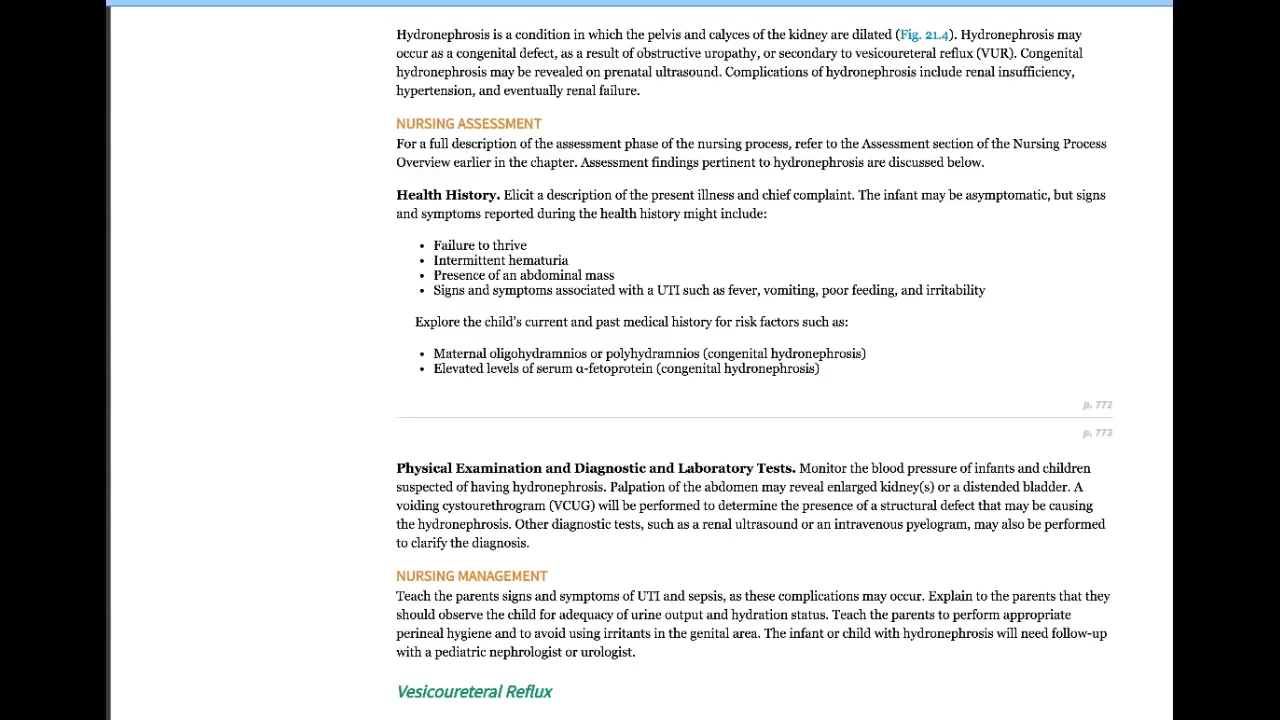 Hydronephrosis is a condition in which the pelvis and calyces of the kidney are dilated (Fig. 21.4). Hydronephrosis may
occur as a congenital defect, as a result of obstructive uropathy, or secondary to vesicoureteral reflux (VUR). Congenital
hydronephrosis may be revealed on prenatal ultrasound. Complications of hydronephrosis include renal insufficiency,
hypertension, and eventually renal failure.
NURSING ASSESSMENT
For a full description of the assessment phase of the nursing process, refer to the Assessment section of the Nursing Process
Overview earlier in the chapter. Assessment findings pertinent to hydronephrosis are discussed below.
Health History. Elicit a description of the present illness and chief complaint. The infant may be asymptomatic, but signs
and symptoms reported during the health history might include:
• Failure to thrive
• Intermittent hematuria
• Presence of an abdominal mass
• Signs and symptoms associated with a UTI such as fever, vomiting, poor feeding, and irritability
Explore the child's current and past medical history for risk factors such as:
• Maternal oligohydramnios or polyhydramnios (congenital hydronephrosis)
• Elevated levels of serum α-fetoprotein (congenital hydronephrosis)
p. 772
p. 773
Physical Examination and Diagnostic and Laboratory Tests. Monitor the blood pressure of infants and children
suspected of having hydronephrosis. Palpation of the abdomen may reveal enlarged kidney(s) or a distended bladder. A
voiding cystourethrogram (VCUG) will be performed to determine the presence of a structural defect that may be causing
the hydronephrosis. Other diagnostic tests, such as a renal ultrasound or an intravenous pyelogram, may also be performed
to clarify the diagnosis.
NURSING MANAGEMENT
Teach the parents signs and symptoms of UTI and sepsis, as these complications may occur. Explain to the parents that they
should observe the child for adequacy of urine output and hydration status. Teach the parents to perform appropriate
perineal hygiene and to avoid using irritants in the genital area. The infant or child with hydronephrosis will need follow-up
with a pediatric nephrologist or urologist.
Vesicoureteral Reflux